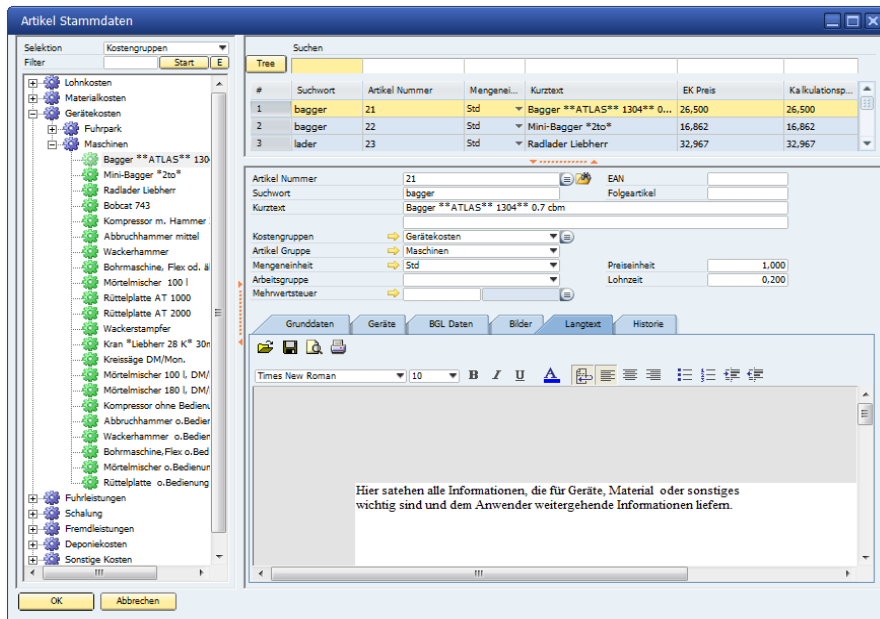 Artikel Stammdaten
Selektion Kostengruppen
Filter Start E
Lohnkosten
Materialkosten
Gerätekosten
Fuhrpark
Maschinen
Bagger **ATLAS** 130
Mini-Bagger *2to*
Radlader Liebherr
Bobcat 743
Kompressor m. Hammer
Abbruchhammer mittel
Wackerhammer
Bohrmaschine, Flex od. ä
Mörtelmischer 100 l
Rüttelplatte AT 1000
Rüttelplatte AT 2000
Wackerstampfer
Kran *Liebherr 28 K* 30m
Kreissäge DM/Mon.
Mörtelmischer 100 l, DM/
Mörtelmischer 180 l, DM/
Kompressor ohne Bedienu
Abbruchhammer o.Bedier
Wackerhammer o.Bedien
Bohrmaschine,Flex o.Bed
Mörtelmischer o.Bedienun
Rüttelplatte o.Bedienung
Fuhrleistungen
Schalung
Fremdleistungen
Deponiekosten
Sonstige Kosten
OK Abbrechen
Suchen
Tree
# Suchwort Artikel Nummer Mengenei... Kurztext EK Preis Kalkulationsp...
1 bagger 21 Std Bagger **ATLAS** 1304** 0... 26,500 26,500
2 bagger 22 Std Mini-Bagger *2to* 16,862 16,862
3 lader 23 Std Radlader Liebherr 32,967 32,967
Artikel Nummer 21 EAN
Suchwort bagger Folgeartikel
Kurztext Bagger **ATLAS** 1304** 0.7 cbm
Kostengruppen Gerätekosten
Artikel Gruppe Maschinen
Mengeneinheit Std Preiseinheit 1,000
Arbeitsgruppe Lohnzeit 0,200
Mehrwertsteuer
Grunddaten Geräte BGL Daten Bilder Langtext Historie
Times New Roman 10 B I U A
Hier satehen alle Informationen, die für Geräte, Material oder sonstiges
wichtig sind und dem Anwender weitergehende Informationen liefern.